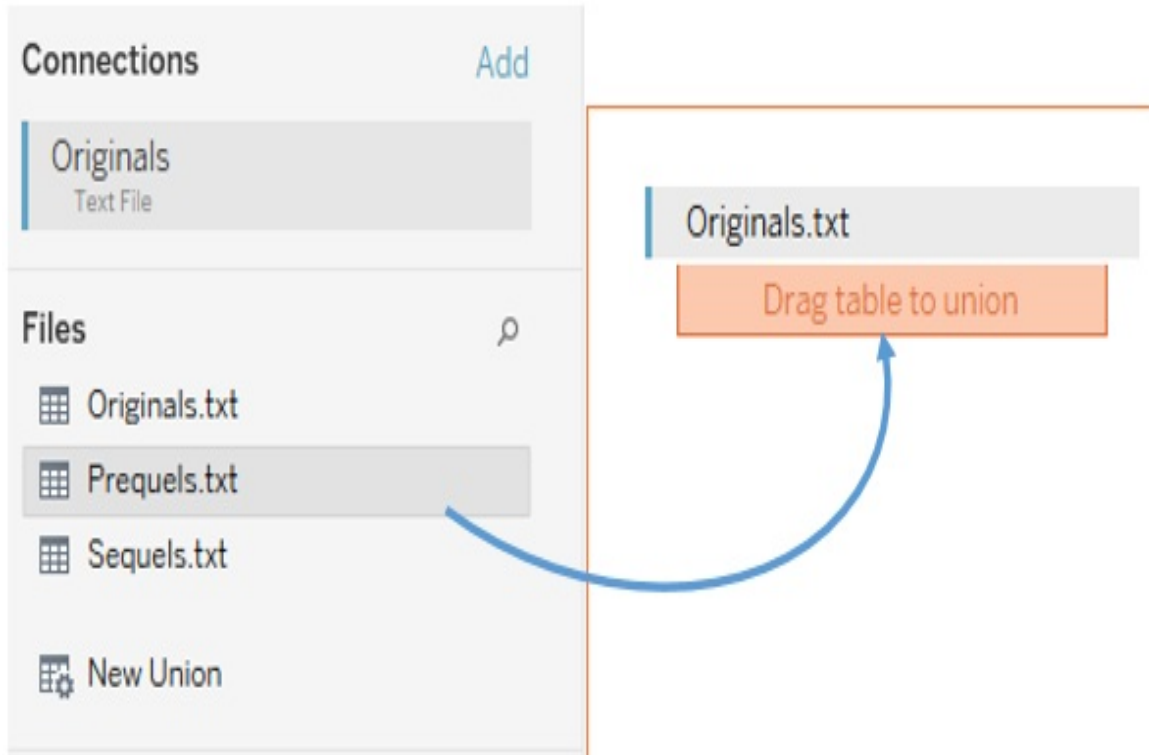 Connections
Add
Originals
Text File
Files
Originals.txt
Prequels.txt
Sequels.txt
New Union
Originals.txt
Drag table to union